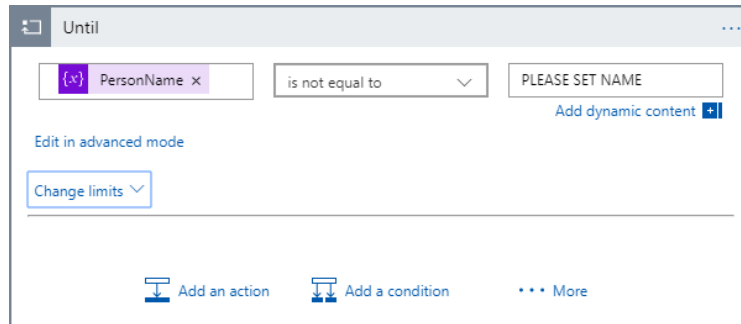 Until
{x} PersonName × is not equal to PLEASE SET NAME
Add dynamic content
Edit in advanced mode
Change limits
Add an action Add a condition ••• More